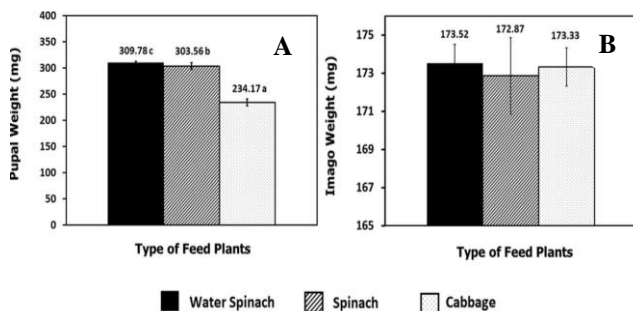 A
Pupal Weight (mg)
400
350
300
250
200
150
100
50
0
309.78 c
303.56 b
234.17 a
Type of Feed Plants
B
Imago Weight (mg)
175
173
171
169
167
165
173.52
172.87
173.33
Type of Feed Plants
Water Spinach
Spinach
Cabbage